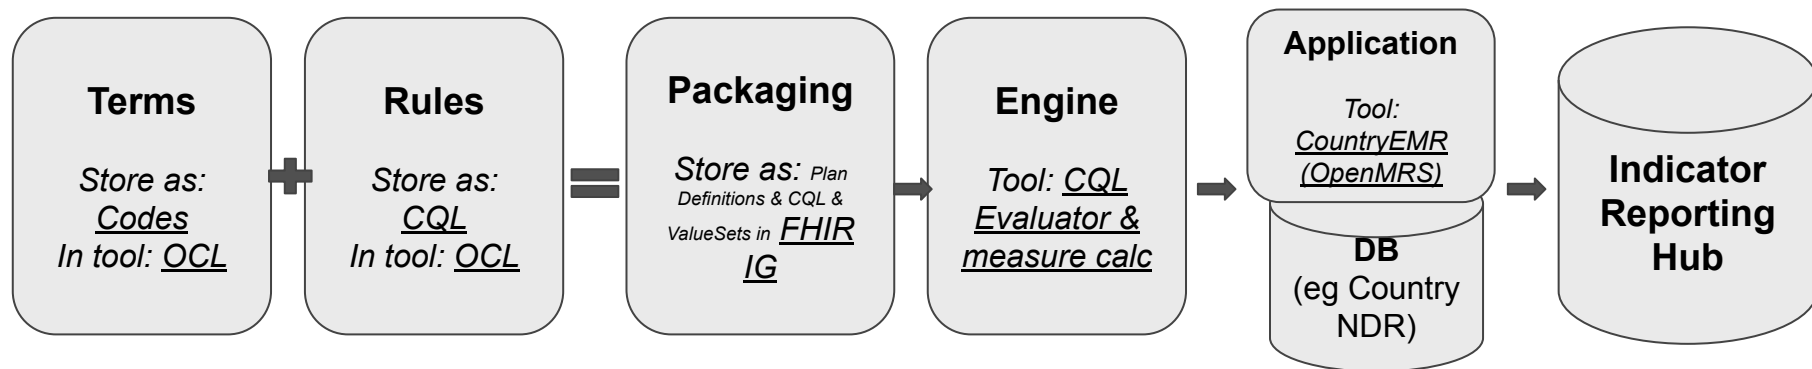 Terms
Store as:
Codes
In tool: OCL
Rules
Store as:
CQL
In tool: OCL
Packaging
Store as: Plan
Definitions & CQL &
ValueSets in FHIR
IG
Engine
Tool: CQL
Evaluator &
measure calc
Application
Tool:
CountryEMR
(OpenMRS)
DB
(eg Country
NDR)
Indicator
Reporting
Hub